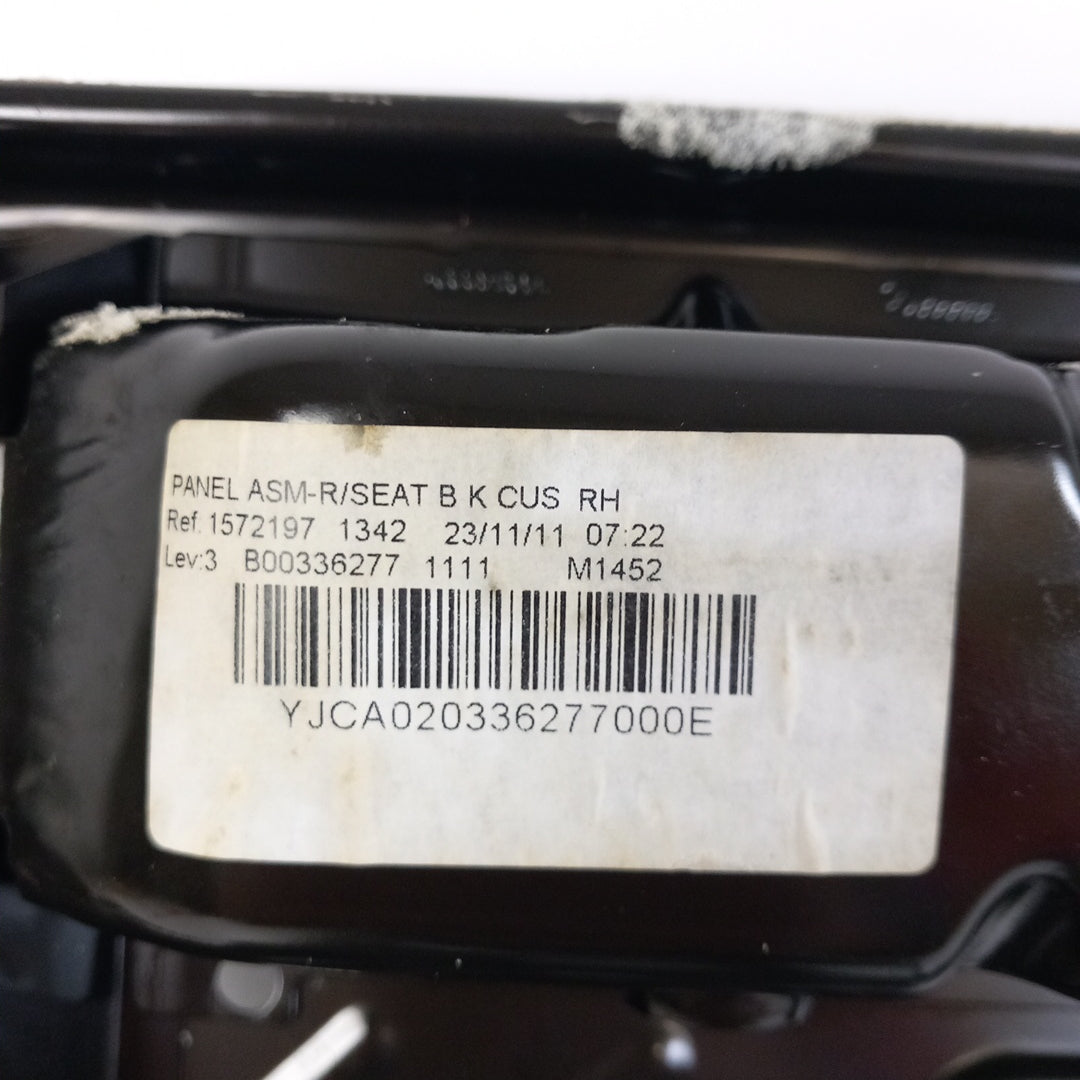 PANEL ASM-R/SEAT B K CUS RH
Ref. 1572197 1342 23/11/11 07:22
Lev:3 B00336277 1111 M1452
YJCA020336277000E